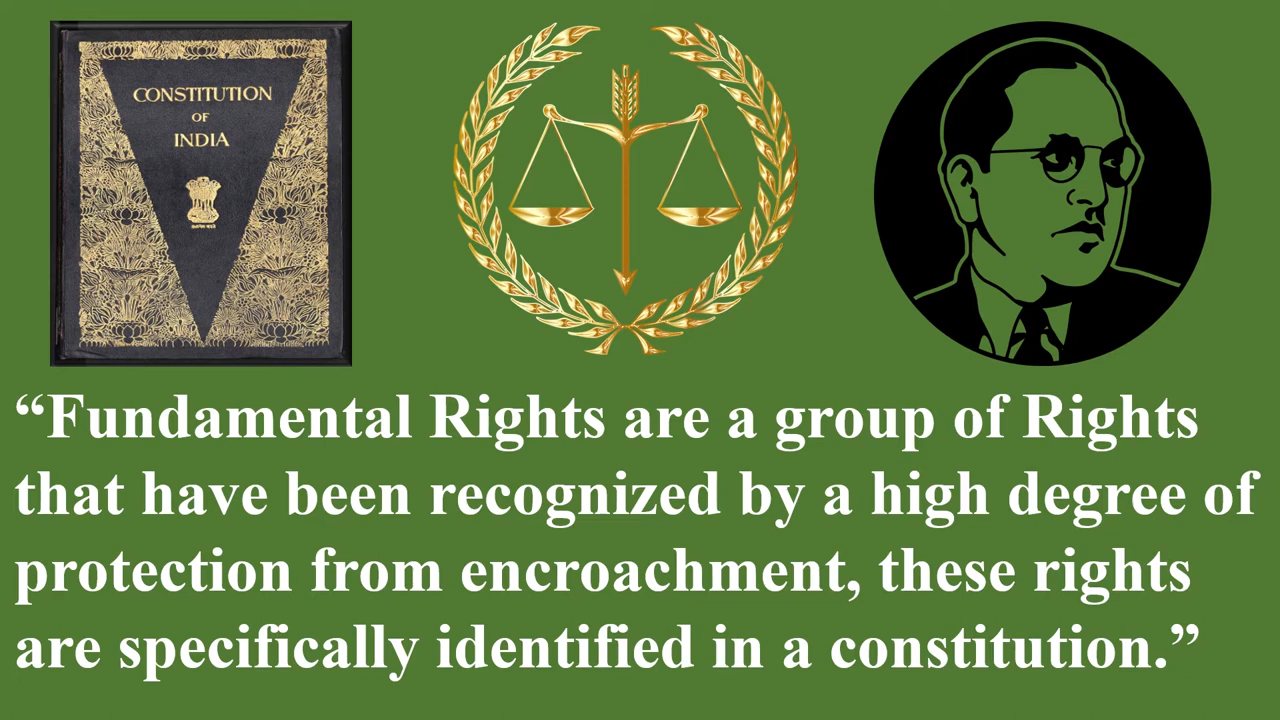 CONSTITUTION
OF
INDIA
“Fundamental Rights are a group of Rights
that have been recognized by a high degree of
protection from encroachment, these rights
are specifically identified in a constitution.”